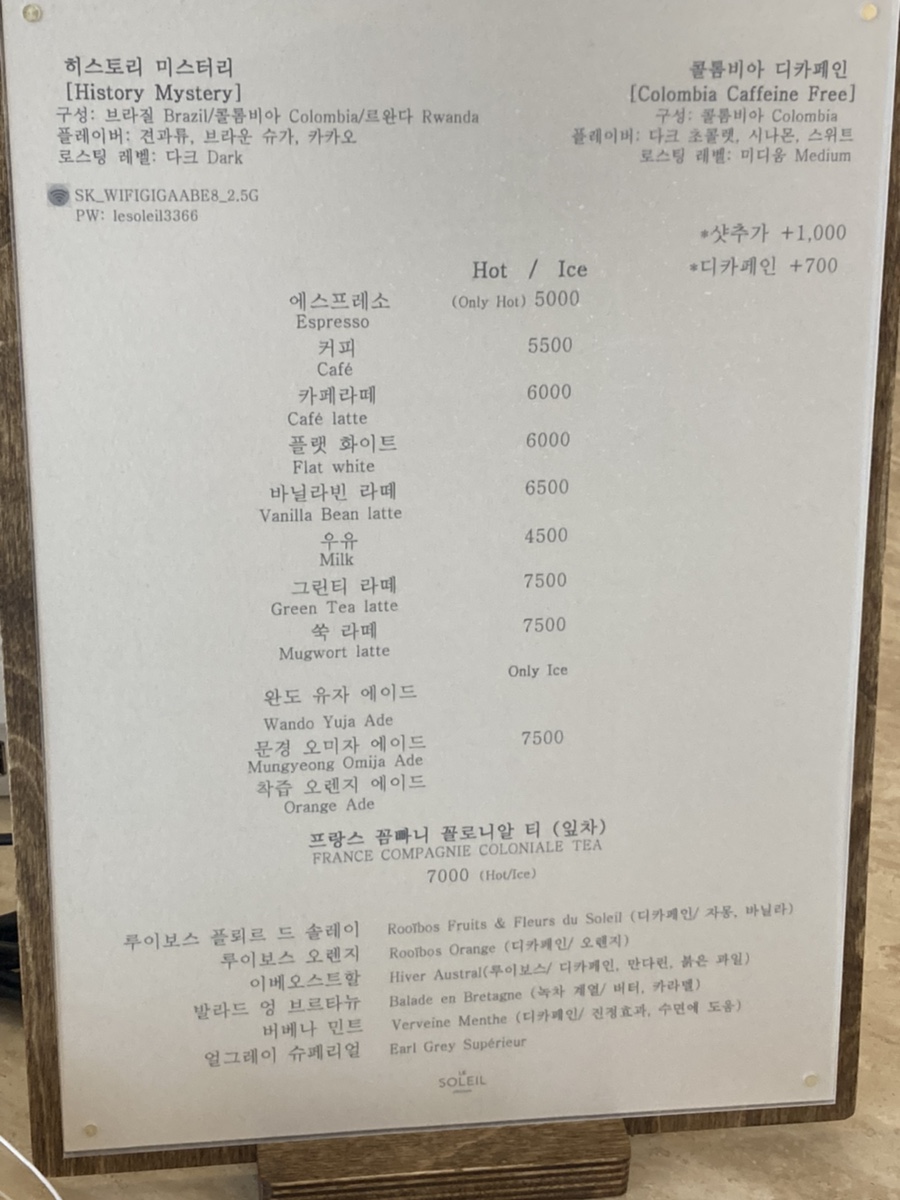 히스토리 미스터리
[History Mystery]
구성: 브라질 Brazil/콜롬비아 Colombia/르완다 Rwanda
플레이버: 견과류, 브라운 슈가, 카카오
로스팅 레벨: 다크 Dark
콜롬비아 디카페인
[Colombia Caffeine Free]
구성: 콜롬비아 Colombia
플레이버: 다크 초콜렛, 시나몬, 스위트
로스팅 레벨: 미디움 Medium
SK_WIFIGIGAABE8_2.5G
PW: lesoleil3366
*샷추가 +1,000
*디카페인 +700
Hot / Ice
에스프레소 (Only Hot) 5000
Espresso
커피 5500
Café
카페라떼 6000
Café latte
플랫 화이트 6000
Flat white
바닐라빈 라떼 6500
Vanilla Bean latte
우유 4500
Milk
그린티 라떼 7500
Green Tea latte
쑥 라떼 7500
Mugwort latte
Only Ice
완도 유자 에이드
Wando Yuja Ade
문경 오미자 에이드 7500
Mungyeong Omija Ade
착즙 오렌지 에이드
Orange Ade
프랑스 꼼빠니 꼴로니알 티 (잎차)
FRANCE COMPAGNIE COLONIALE TEA
7000 (Hot/Ice)
루이보스 플뢰르 드 솔레이 Rooïbos Fruits & Fleurs du Soleil (디카페인/ 자몽, 바닐라)
루이보스 오렌지 Rooïbos Orange (디카페인/ 오렌지)
이베오스트할 Hiver Austral(루이보스/ 디카페인, 만다린, 붉은 과일)
발라드 엉 브르타뉴 Balade en Bretagne (녹차 계열/ 버터, 카라멜)
버베나 민트 Verveine Menthe (디카페인/ 진정효과, 수면에 도움)
얼그레이 슈페리얼 Earl Grey Supérieur
LE
SOLEIL